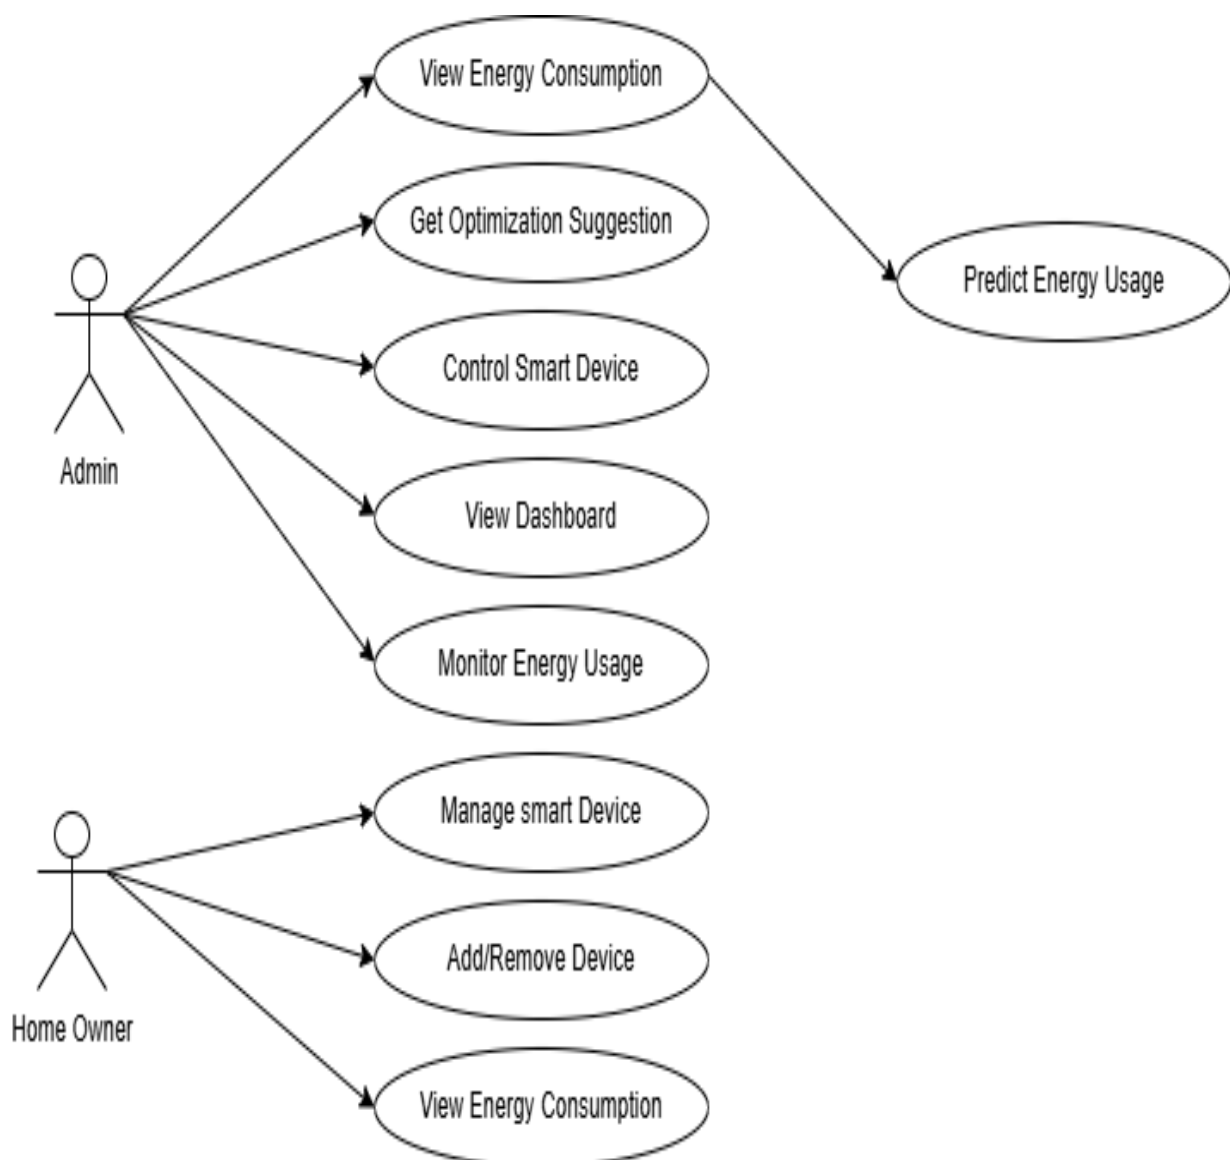 View Energy Consumption
Get Optimization Suggestion
Predict Energy Usage
Control Smart Device
Admin
View Dashboard
Monitor Energy Usage
Manage smart Device
Add/Remove Device
Home Owner
View Energy Consumption